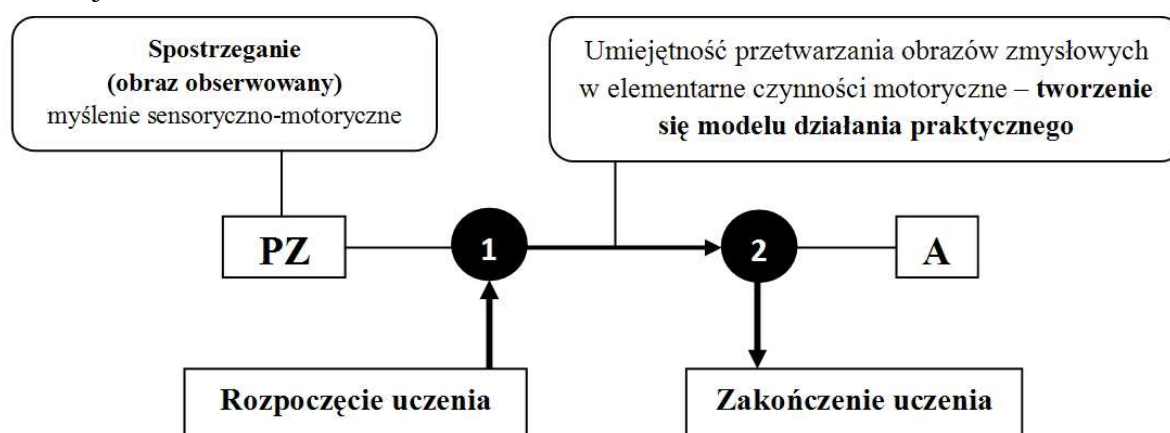 Spostrzeganie
(obraz obserwowany)
myślenie sensoryczno-motoryczne
Umiejętność przetwarzania obrazów zmysłowych
w elementarne czynności motoryczne – tworzenie
się modelu działania praktycznego
PZ
1
2
A
Rozpoczęcie uczenia
Zakończenie uczenia